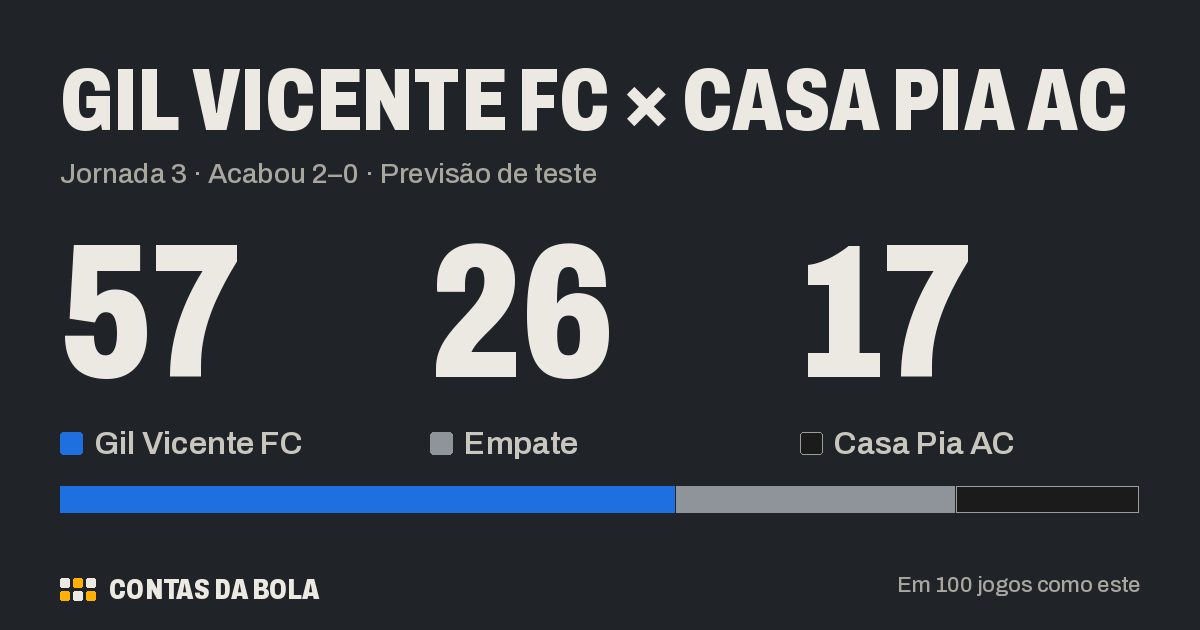 GIL VICENTE FC × CASA PIA AC
Jornada 3 · Acabou 2–0 · Previsão de teste
57 26 17
Gil Vicente FC Empate Casa Pia AC
CONTAS DA BOLA
Em 100 jogos como este